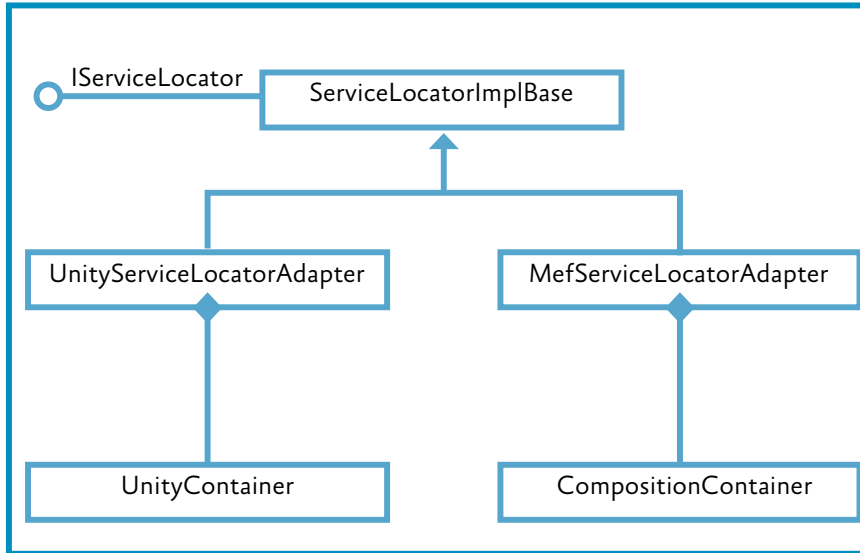 IServiceLocator
ServiceLocatorImplBase
UnityServiceLocatorAdapter
MefServiceLocatorAdapter
UnityContainer
CompositionContainer